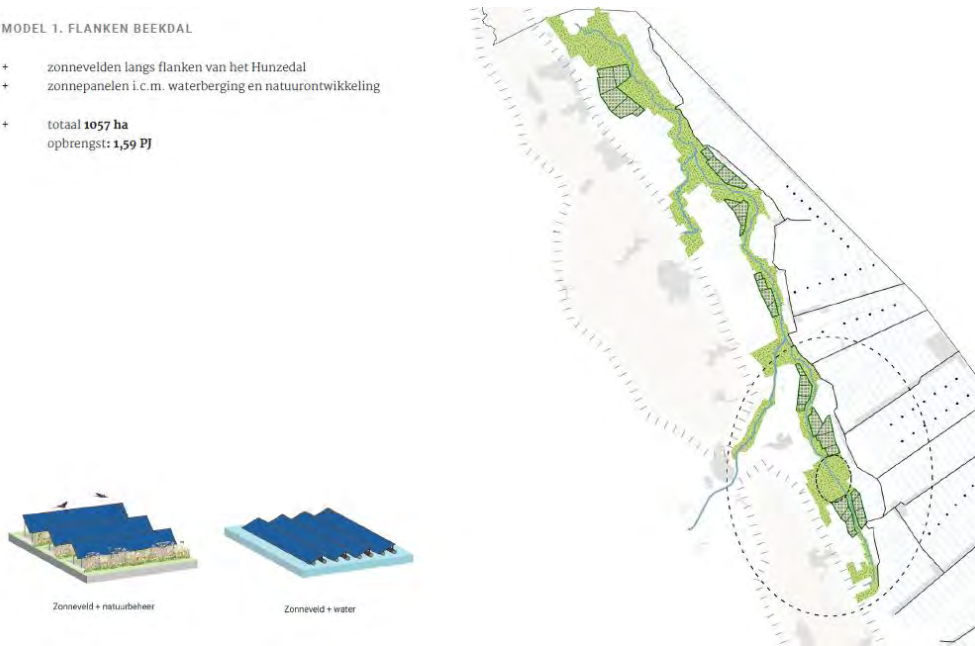 MODEL 1. FLANKEN BEEKDAL
+ zonnevelden langs flanken van het Hunzedal
+ zonnepanelen i.c.m. waterberging en natuurontwikkeling
+ totaal 1057 ha
opbrengst: 1,59 PJ
Zonneveld + natuurbeheer
Zonneveld + water